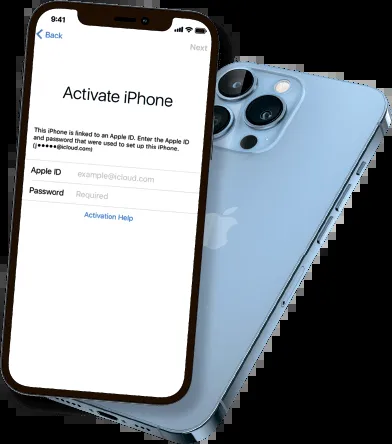 9:41
Back
Next
Activate iPhone
This iPhone is linked to an Apple ID. Enter the Apple ID
and password that were used to set up this iPhone.
(j●●●●●@icloud.com)
Apple ID example@icloud.com
Password Required
Activation Help